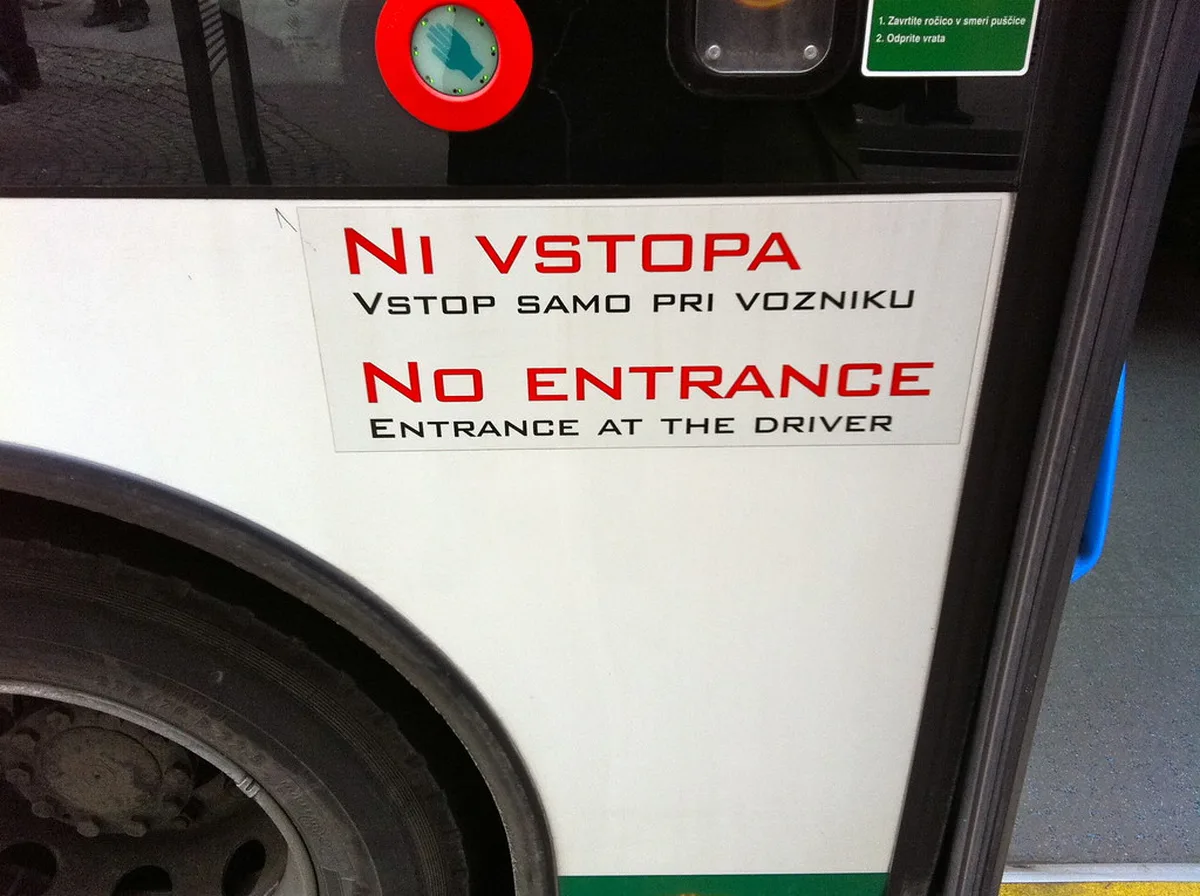 1. Zavrtite ročico v smeri puščice
2. Odprite vrata
Ni vstopa
Vstop samo pri vozniku
No entrance
Entrance at the driver